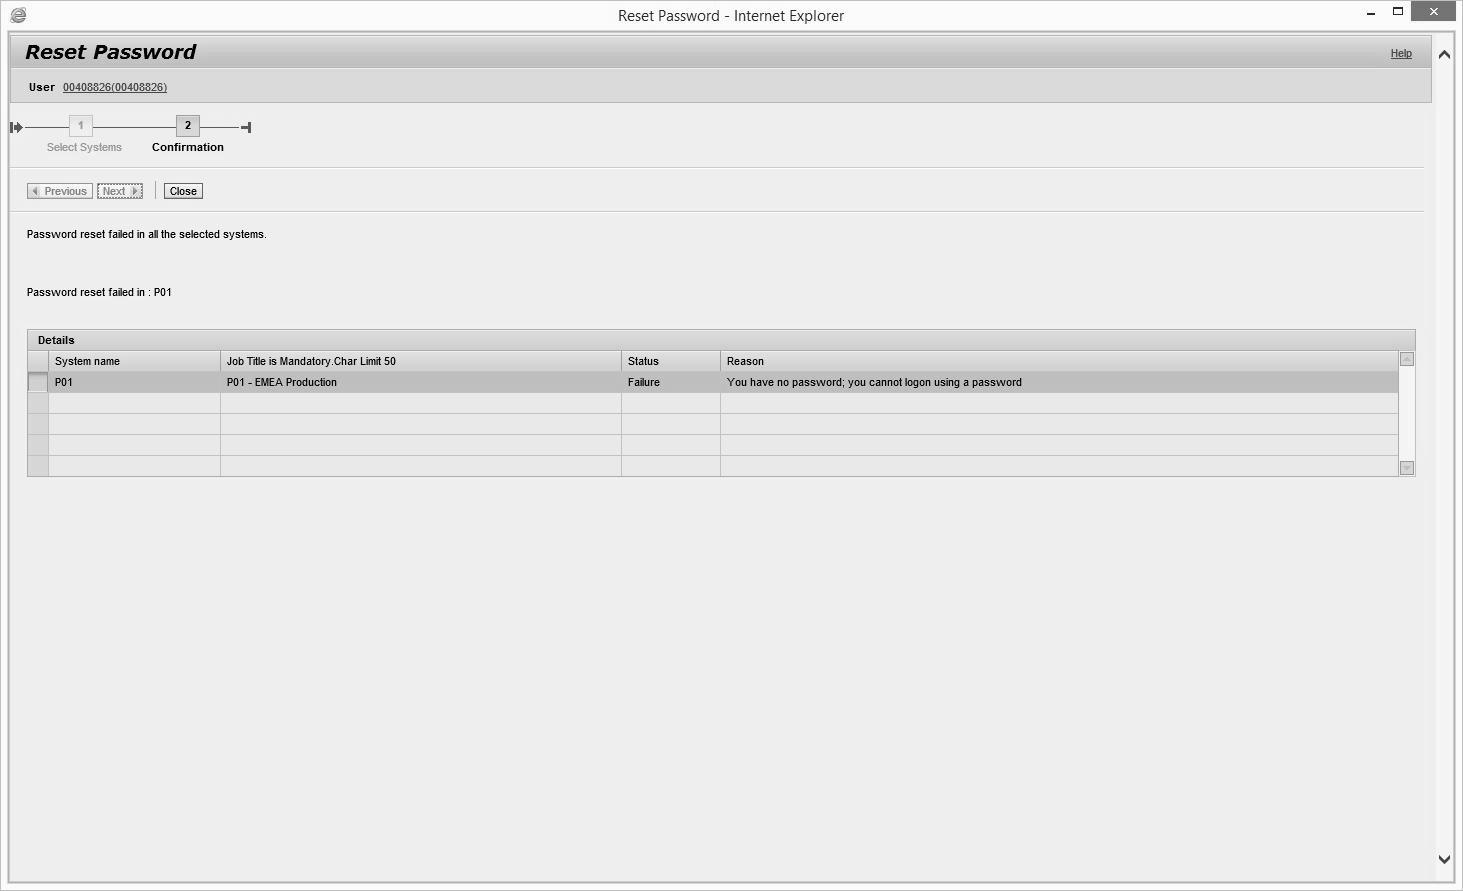 Reset Password - Internet Explorer
Reset Password
Help
User 00408826(00408826)
1 2
Select Systems Confirmation
Previous Next Close
Password reset failed in all the selected systems.
Password reset failed in : P01
Details
System name Job Title is Mandatory.Char Limit 50 Status Reason
P01 P01 - EMEA Production Failure You have no password; you cannot logon using a password